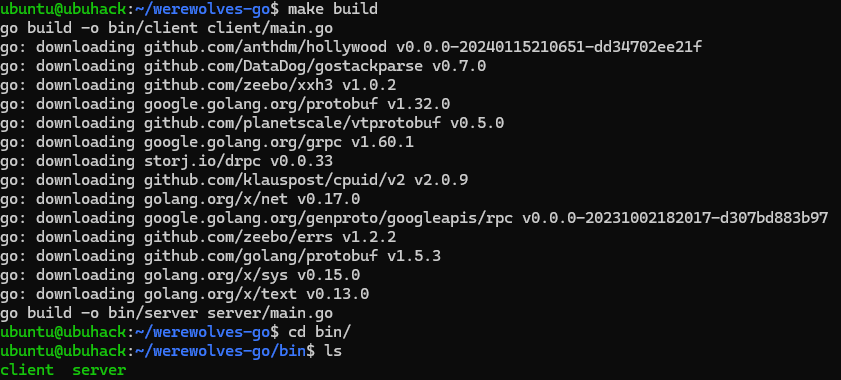 ubuntu@ubuhack:~/werewolves-go$ make build
go build -o bin/client client/main.go
go: downloading github.com/anthdm/hollywood v0.0.0-20240115210651-dd34702ee21f
go: downloading github.com/DataDog/gostackparse v0.7.0
go: downloading github.com/zeebo/xxh3 v1.0.2
go: downloading google.golang.org/protobuf v1.32.0
go: downloading github.com/planetscale/vtprotobuf v0.5.0
go: downloading google.golang.org/grpc v1.60.1
go: downloading storj.io/drpc v0.0.33
go: downloading github.com/klauspost/cpuid/v2 v2.0.9
go: downloading golang.org/x/net v0.17.0
go: downloading google.golang.org/genproto/googleapis/rpc v0.0.0-20231002182017-d307bd883b97
go: downloading github.com/zeebo/errs v1.2.2
go: downloading github.com/golang/protobuf v1.5.3
go: downloading golang.org/x/sys v0.15.0
go: downloading golang.org/x/text v0.13.0
go build -o bin/server server/main.go
ubuntu@ubuhack:~/werewolves-go$ cd bin/
ubuntu@ubuhack:~/werewolves-go/bin$ ls
client  server